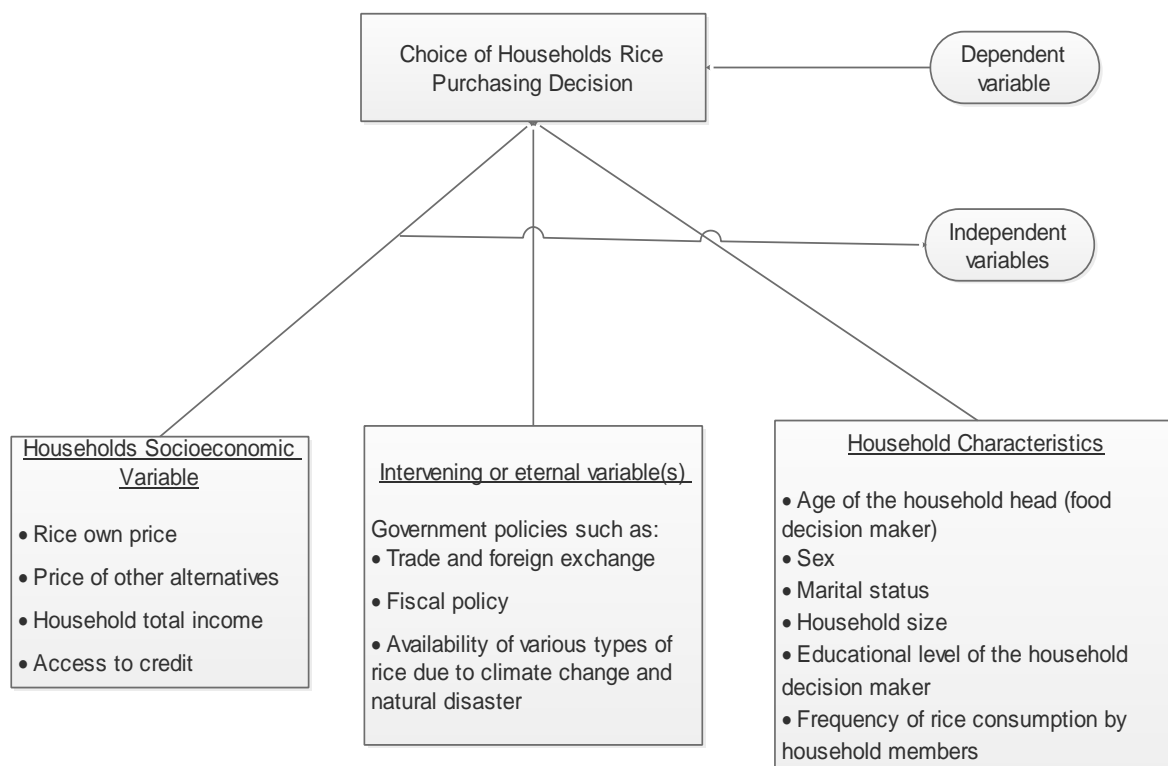 Choice of Households Rice
Purchasing Decision
Dependent
variable
Independent
variables
Households Socioeconomic
Variable
• Rice own price
• Price of other alternatives
• Household total income
• Access to credit
Intervening or eternal variable(s)
Government policies such as:
• Trade and foreign exchange
• Fiscal policy
• Availability of various types of
rice due to climate change and
natural disaster
Household Characteristics
• Age of the household head (food
decision maker)
• Sex
• Marital status
• Household size
• Educational level of the household
decision maker
• Frequency of rice consumption by
household members